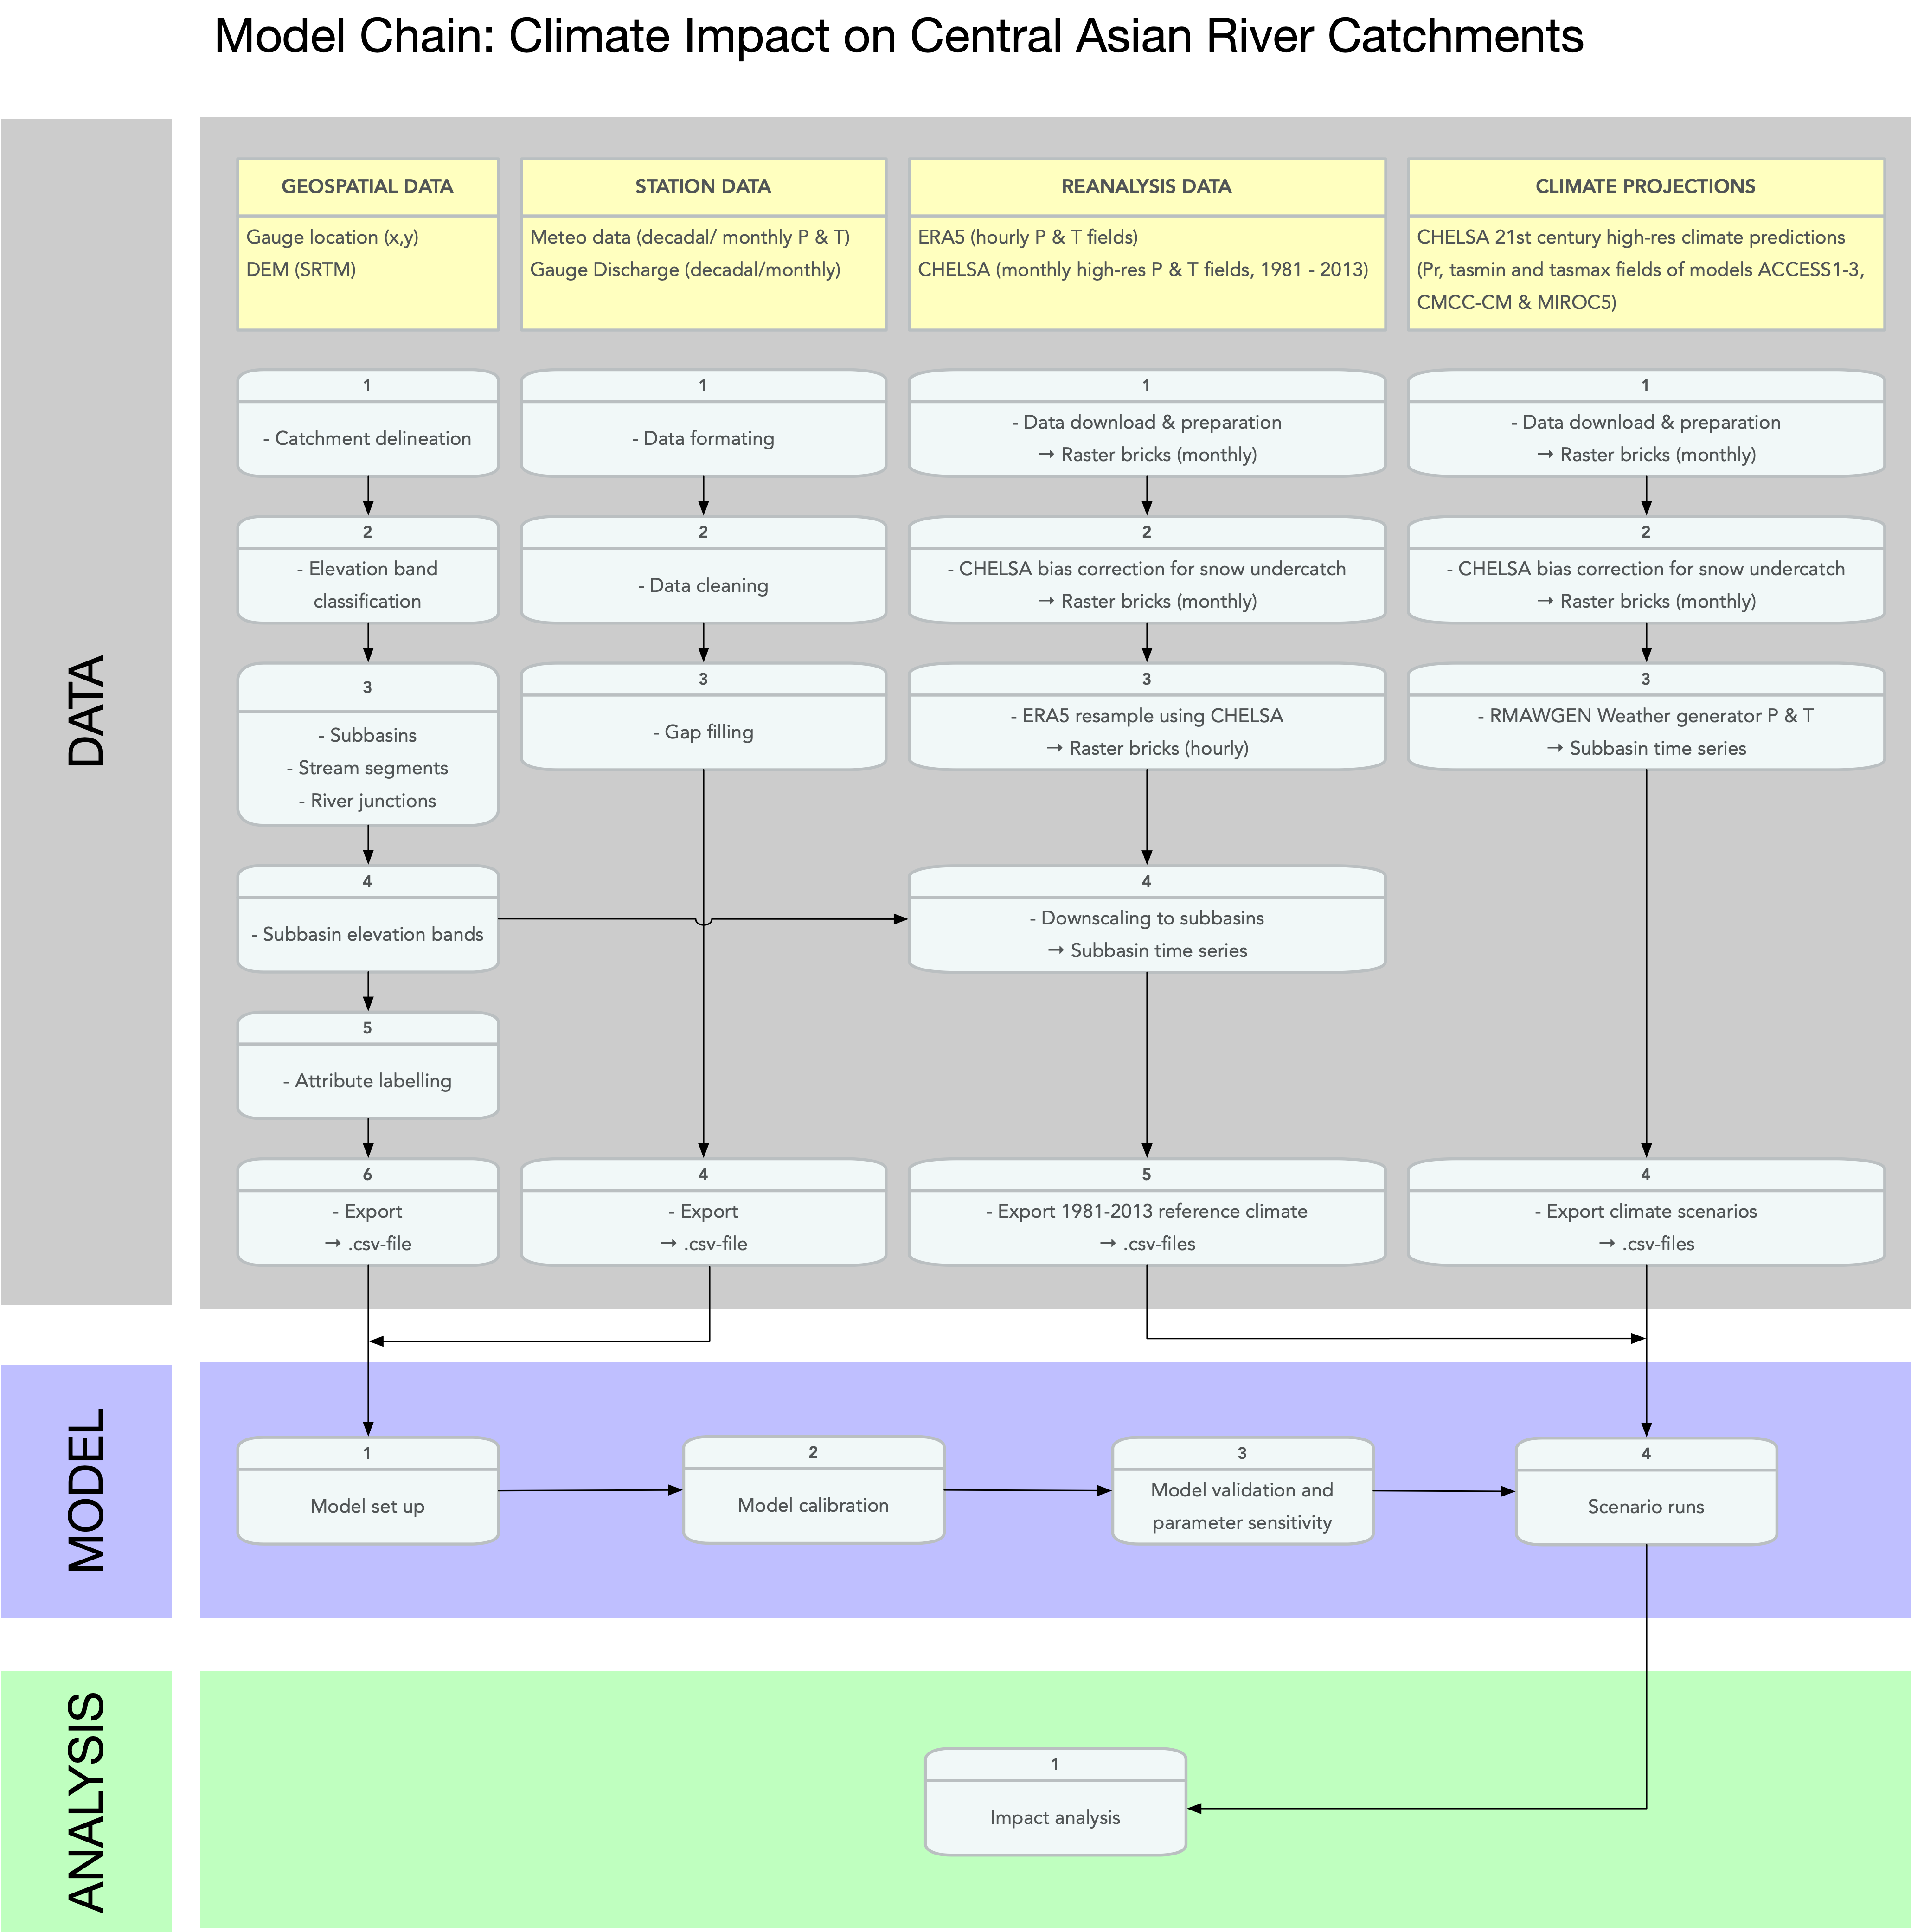 Model Chain: Climate Impact on Central Asian River Catchments
DATA
GEOSPATIAL DATA
Gauge location (x,y)
DEM (SRTM)
1
- Catchment delineation
2
- Elevation band
classification
3
- Subbasins
- Stream segments
- River junctions
4
- Subbasin elevation bands
5
- Attribute labelling
6
- Export
→ .csv-file
STATION DATA
Meteo data (decadal/ monthly P & T)
Gauge Discharge (decadal/monthly)
1
- Data formating
2
- Data cleaning
3
- Gap filling
4
- Export
→ .csv-file
REANALYSIS DATA
ERA5 (hourly P & T fields)
CHELSA (monthly high-res P & T fields, 1981 - 2013)
1
- Data download & preparation
→ Raster bricks (monthly)
2
- CHELSA bias correction for snow undercatch
→ Raster bricks (monthly)
3
- ERA5 resample using CHELSA
→ Raster bricks (hourly)
4
- Downscaling to subbasins
→ Subbasin time series
5
- Export 1981-2013 reference climate
→ .csv-files
CLIMATE PROJECTIONS
CHELSA 21st century high-res climate predictions
(Pr, tasmin and tasmax fields of models ACCESS1-3,
CMCC-CM & MIROC5)
1
- Data download & preparation
→ Raster bricks (monthly)
2
- CHELSA bias correction for snow undercatch
→ Raster bricks (monthly)
3
- RMAWGEN Weather generator P & T
→ Subbasin time series
4
- Export climate scenarios
→ .csv-files
MODEL
1
Model set up
2
Model calibration
3
Model validation and
parameter sensitivity
4
Scenario runs
ANALYSIS
1
Impact analysis